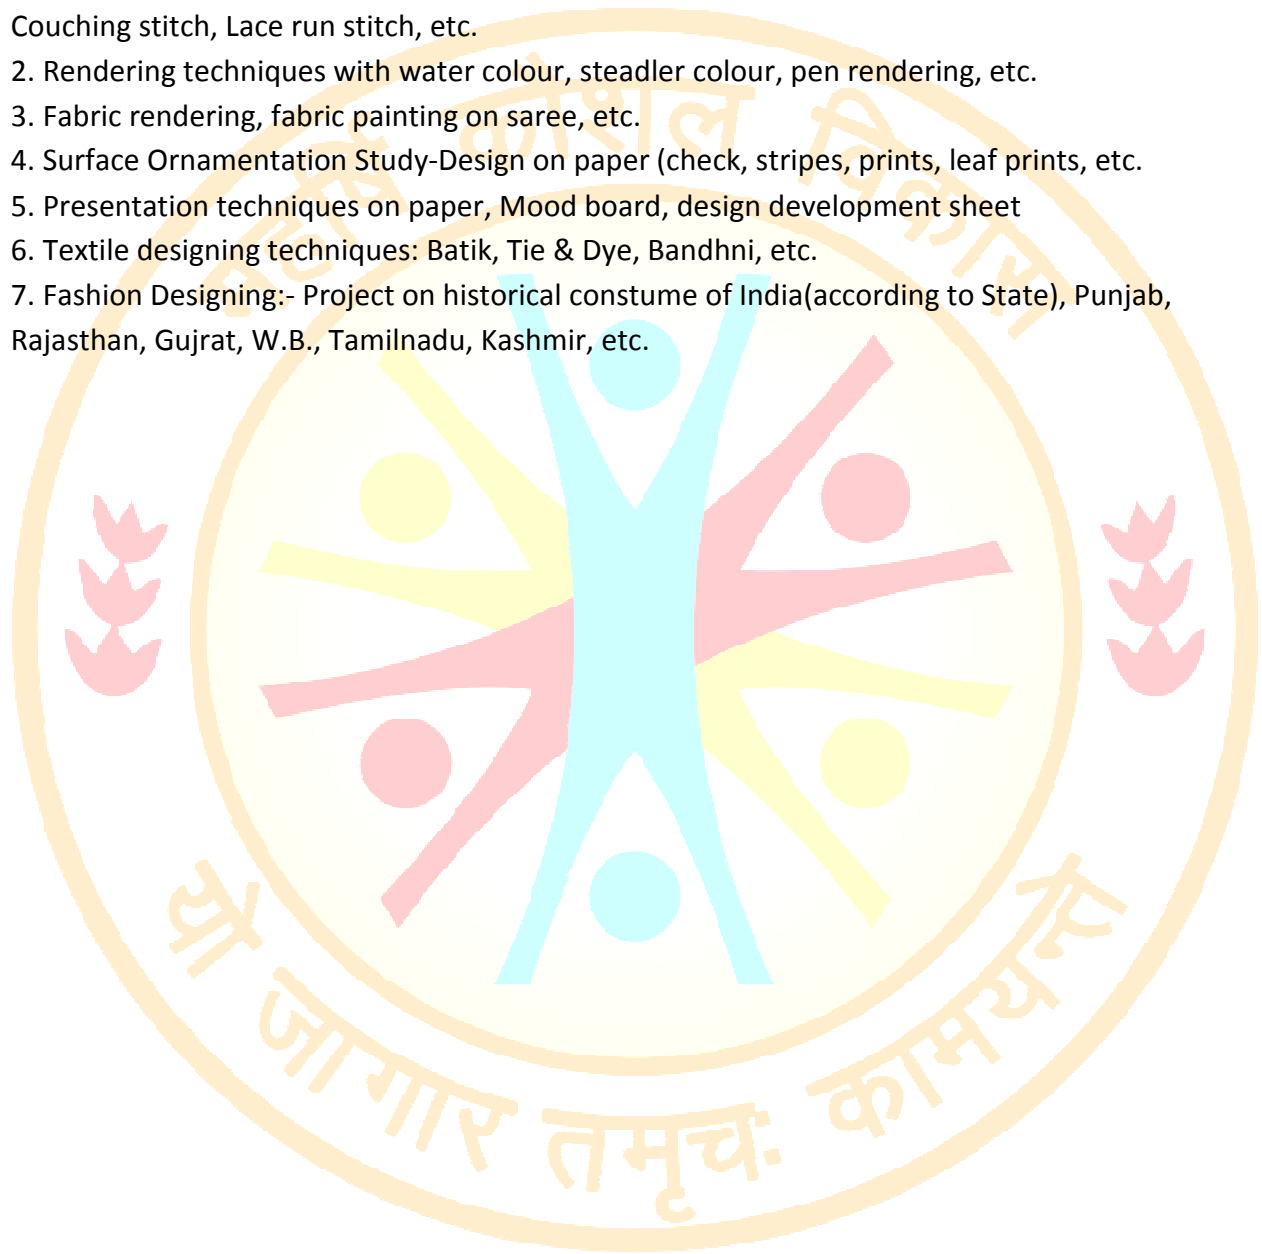 Couching stitch, Lace run stitch, etc.
2. Rendering techniques with water colour, steadler colour, pen rendering, etc.
3. Fabric rendering, fabric painting on saree, etc.
4. Surface Ornamentation Study-Design on paper (check, stripes, prints, leaf prints, etc.
5. Presentation techniques on paper, Mood board, design development sheet
6. Textile designing techniques: Batik, Tie & Dye, Bandhni, etc.
7. Fashion Designing:- Project on historical constume of India(according to State), Punjab,
Rajasthan, Gujrat, W.B., Tamilnadu, Kashmir, etc.
महर्षि कौशल विकास
यो जागार तमृचः कामयन्ते